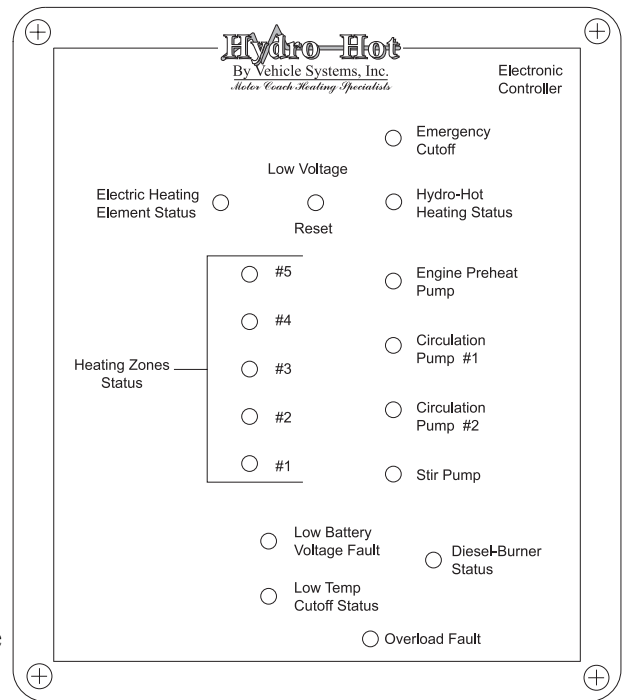 Hydro-Hot
By Vehicle Systems, Inc.
Motor Coach Heating Specialists
Electronic
Controller
Emergency
Cutoff
Low Voltage
Electric Heating
Element Status
Reset
Hydro-Hot
Heating Status
#5
#4
#3
#2
#1
Heating Zones
Status
Engine Preheat
Pump
Circulation
Pump #1
Circulation
Pump #2
Stir Pump
Low Battery
Voltage Fault
Diesel-Burner
Status
Low Temp
Cutoff Status
Overload Fault